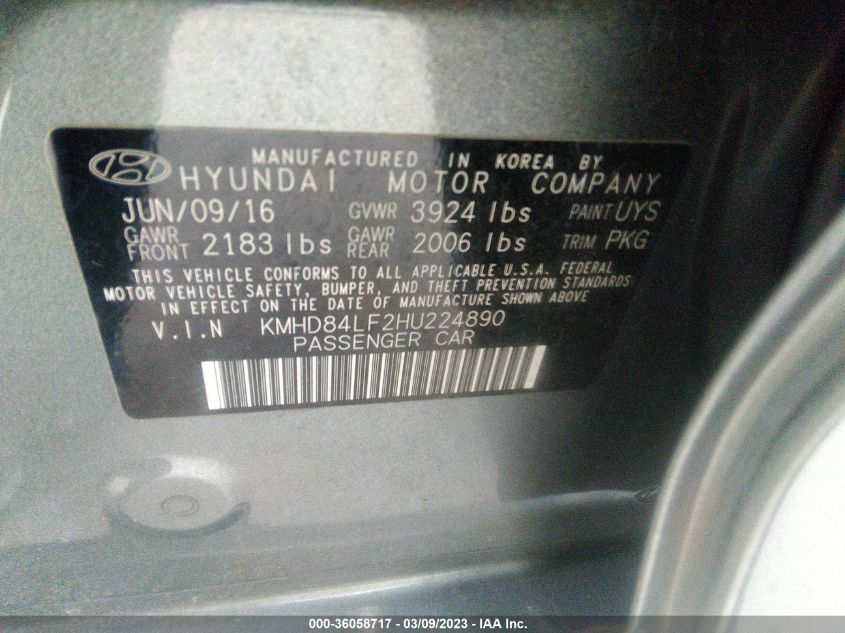 MANUFACTURED IN KOREA BY
HYUNDAI MOTOR COMPANY
JUN/09/16 GVWR 3924 lbs PAINT UYS
GAWR FRONT 2183 lbs GAWR REAR 2006 lbs TRIM PKG
THIS VEHICLE CONFORMS TO ALL APPLICABLE U.S.A. FEDERAL
MOTOR VEHICLE SAFETY, BUMPER, AND THEFT PREVENTION STANDARDS
IN EFFECT ON THE DATE OF MANUFACTURE SHOWN ABOVE
V.I.N KMHD84LF2HU224890
PASSENGER CAR
000-36058717 - 03/09/2023 - IAA Inc.